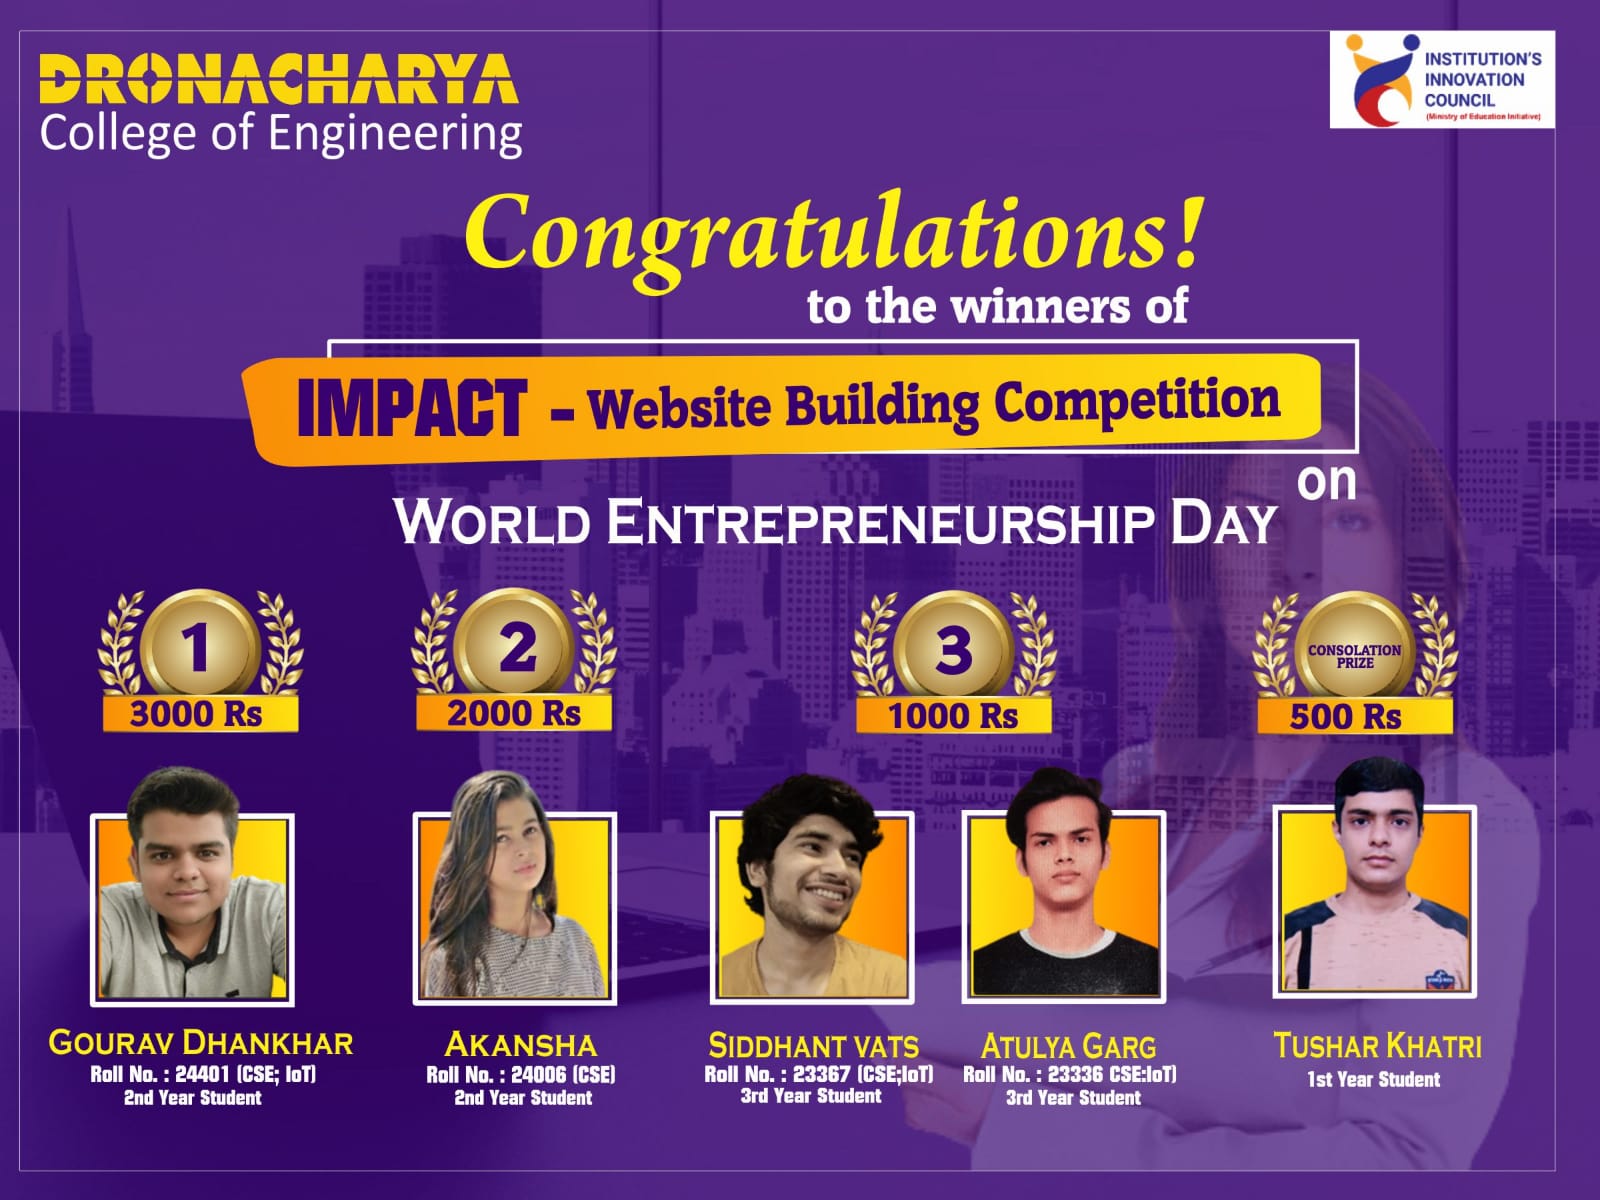 DRONACHARYA
College of Engineering
INSTITUTION'S
INNOVATION
COUNCIL
(Ministry of Education Initiative)
Congratulations!
to the winners of
IMPACT - Website Building Competition
on
WORLD ENTREPRENEURSHIP DAY
1
3000 Rs
2
2000 Rs
3
1000 Rs
CONSOLATION
PRIZE
500 Rs
GOURAV DHANKHAR
Roll No. : 24401 (CSE; IoT)
2nd Year Student
AKANSHA
Roll No. : 24006 (CSE)
2nd Year Student
SIDDHANT VATS
Roll No. : 23367 (CSE;IoT)
3rd Year Student
ATULYA GARG
Roll No. : 23336 CSE:IoT)
3rd Year Student
TUSHAR KHATRI
1st Year Student